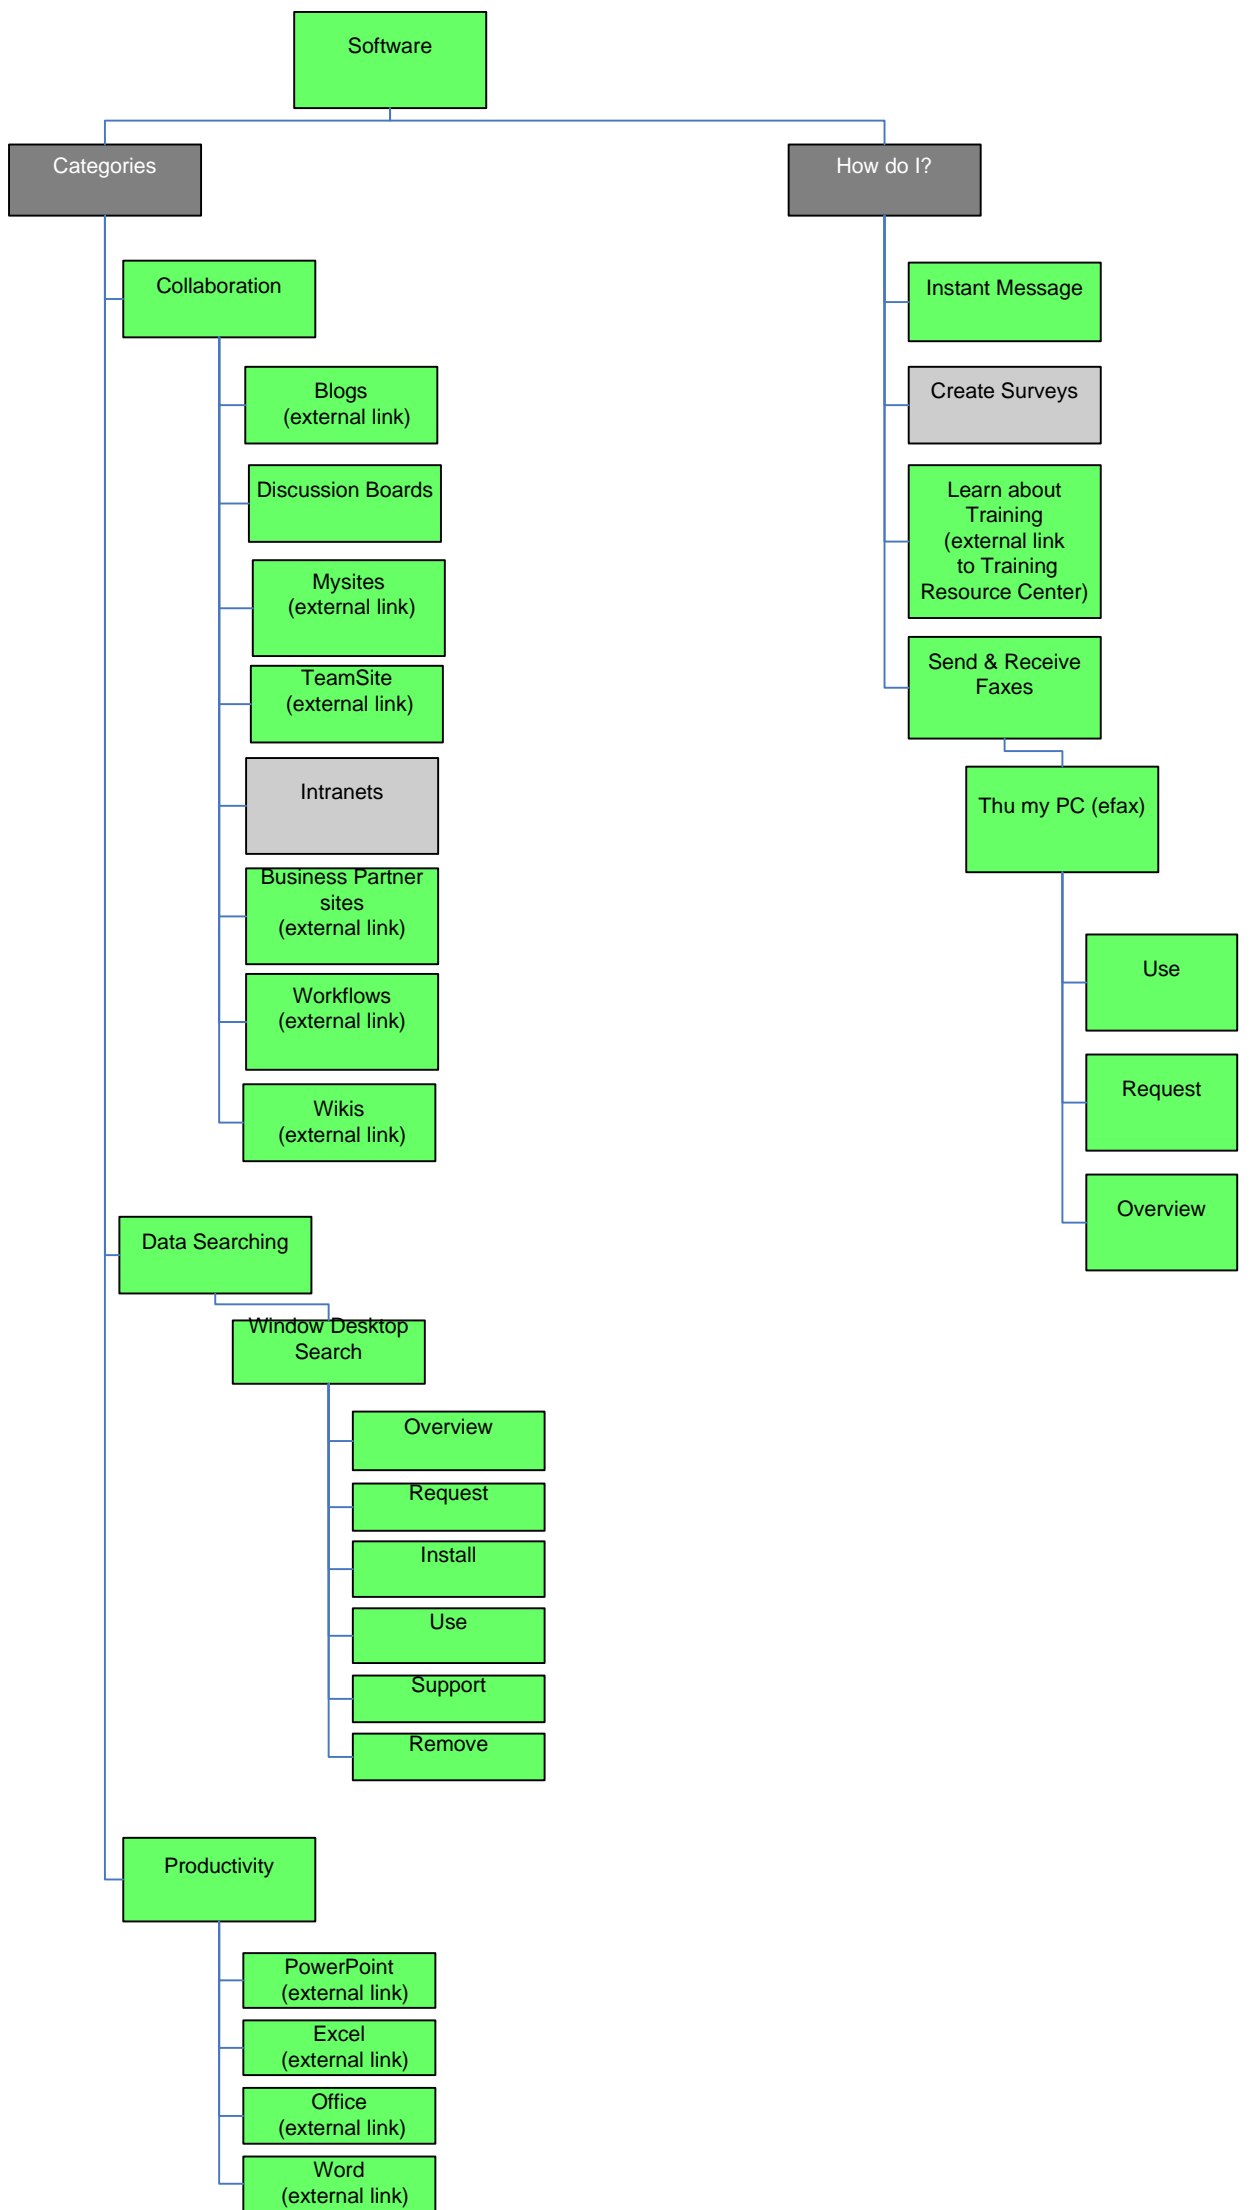 Software
Categories
How do I?
Collaboration
Blogs
(external link)
Discussion Boards
Mysites
(external link)
TeamSite
(external link)
Intranets
Business Partner
sites
(external link)
Workflows
(external link)
Wikis
(external link)
Data Searching
Window Desktop
Search
Overview
Request
Install
Use
Support
Remove
Productivity
PowerPoint
(external link)
Excel
(external link)
Office
(external link)
Word
(external link)
Instant Message
Create Surveys
Learn about
Training
(external link
to Training
Resource Center)
Send & Receive
Faxes
Thu my PC (efax)
Use
Request
Overview